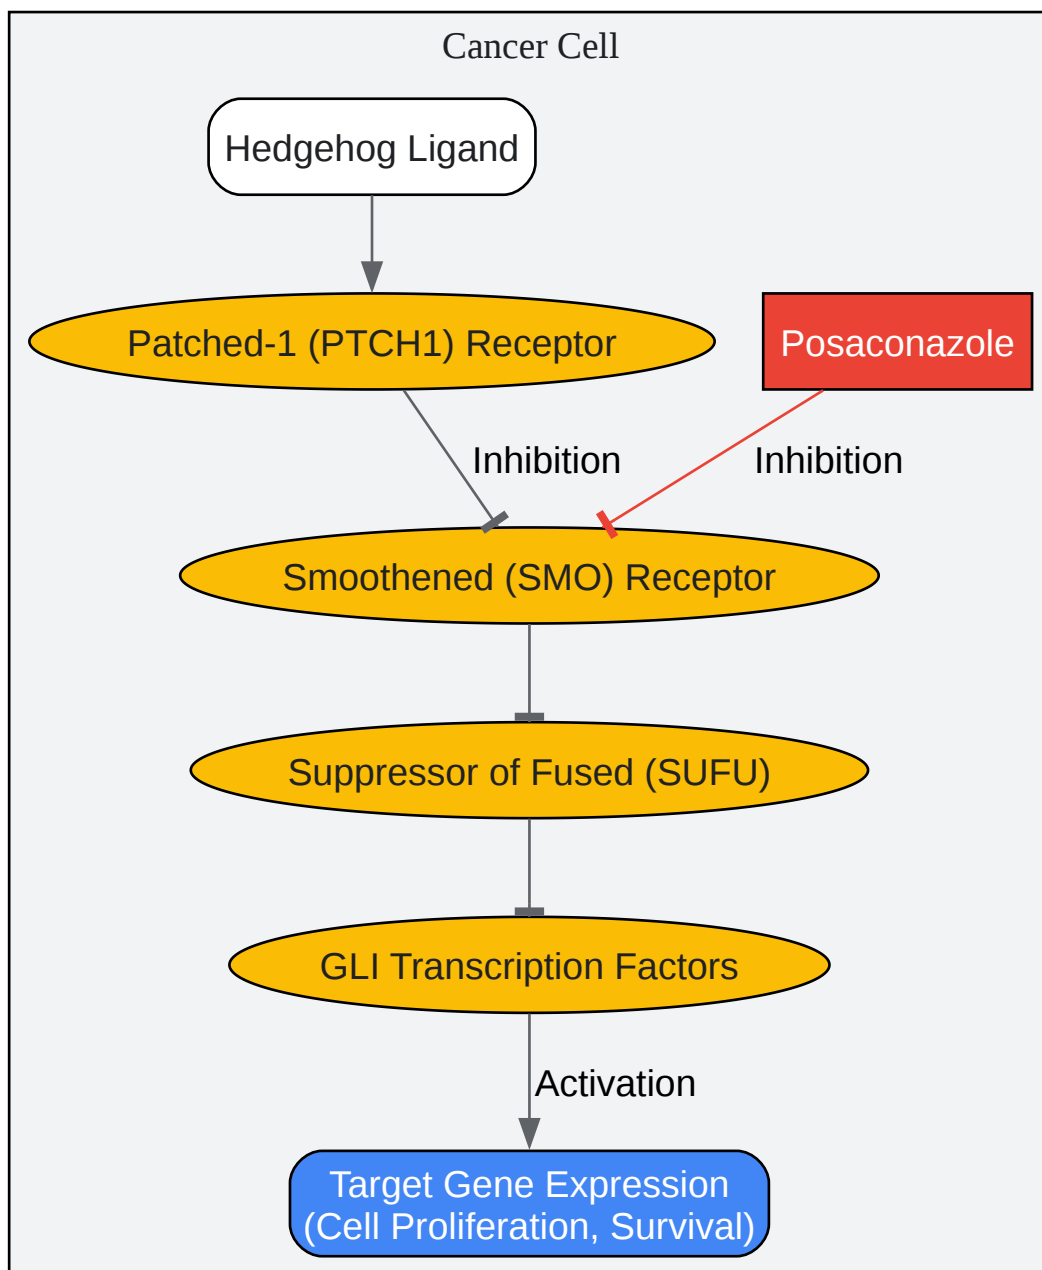 Cancer Cell
Hedgehog Ligand
Patched-1 (PTCH1) Receptor
Posaconazole
Inhibition
Inhibition
Smoothened (SMO) Receptor
Suppressor of Fused (SUFU)
GLI Transcription Factors
Activation
Target Gene Expression
(Cell Proliferation, Survival)